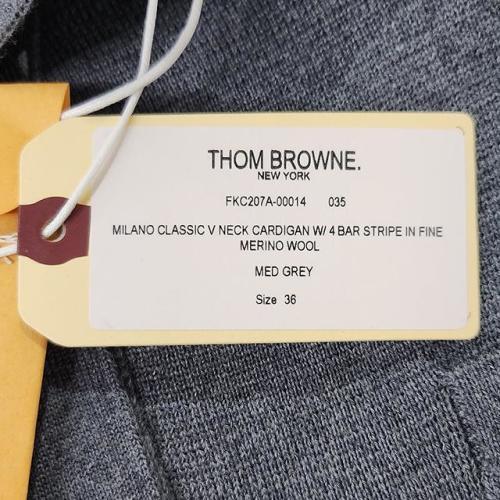 THOM BROWNE.
NEW YORK
FKC207A-00014 035
MILANO CLASSIC V NECK CARDIGAN W/ 4 BAR STRIPE IN FINE
MERINO WOOL
MED GREY
Size 36